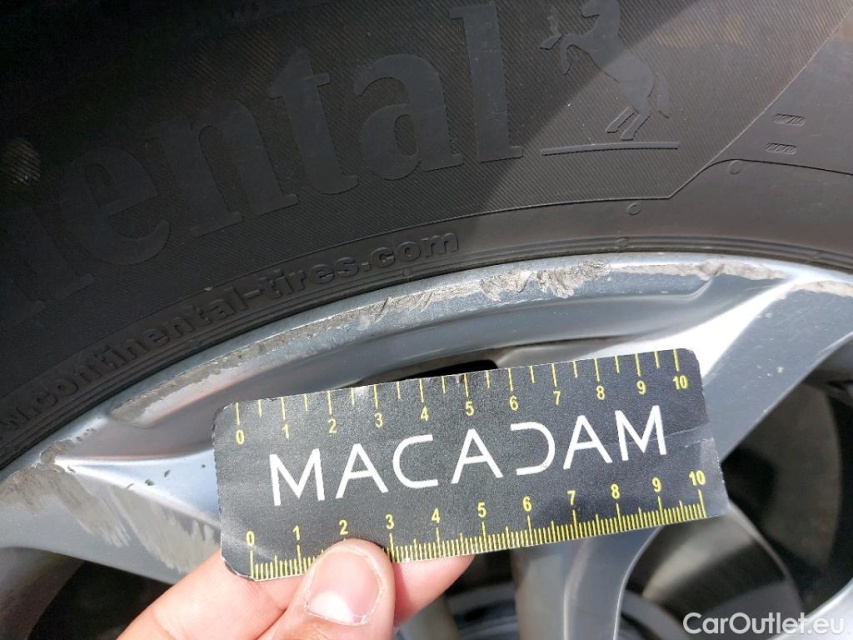 nental
w.continental-tires.com
0 1 2 3 4 5 6 7 8 9 10
MACADAM
0 1 2 3 4 5 6 7 8 9 10
CarOutlet.eu